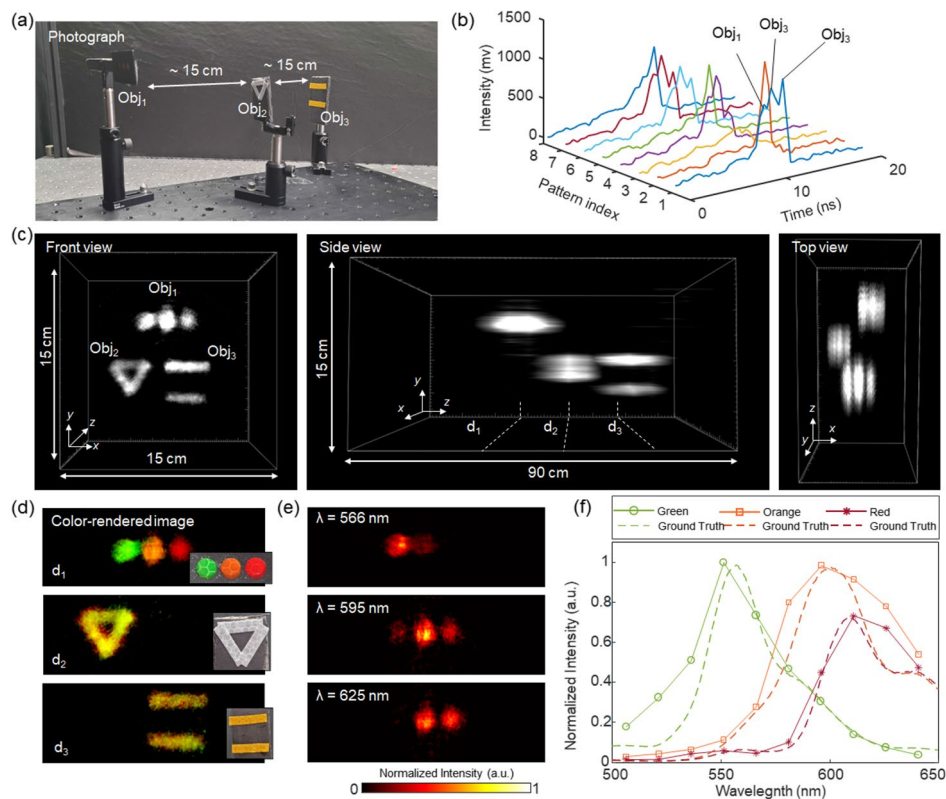 (a)
Photograph
~ 15 cm
~ 15 cm
Obj1
Obj2
Obj3
(b)
Intensity (mv)
1500
1000
500
0
Obj1
Obj3
Obj3
8 7 6 5 4 3 2 1
Pattern index
0 10 20
Time (ns)
(c)
Front view
Obj1
Obj2
Obj3
15 cm
y
z
x
15 cm
Side view
15 cm
y
z
x
d1
d2
d3
90 cm
Top view
z
x
y
(d)
Color-rendered image
d1
d2
d3
(e)
λ = 566 nm
λ = 595 nm
λ = 625 nm
Normalized Intensity (a.u.)
0
1
(f)
Green Orange Red
Ground Truth Ground Truth Ground Truth
Normalized Intensity (a.u.)
1
0.8
0.6
0.4
0.2
0
500 550 600 650
Wavelegnth (nm)